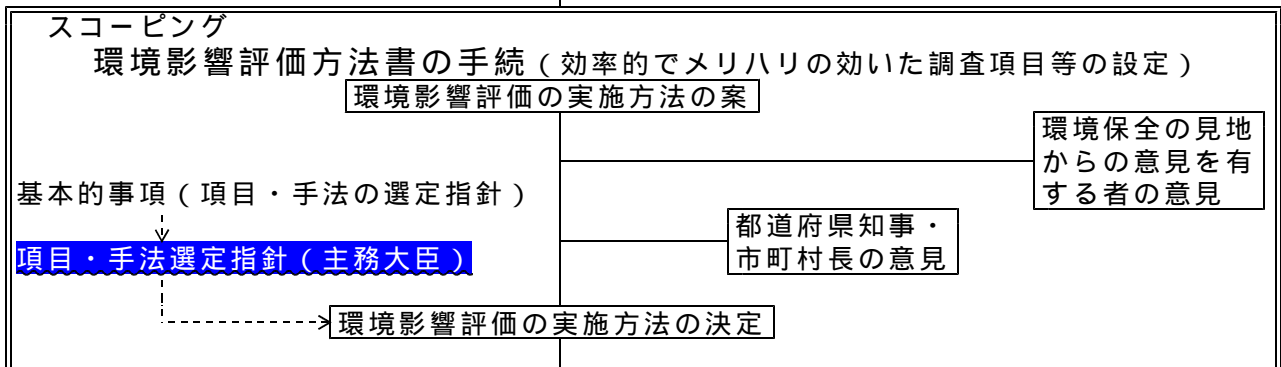 スコーピング
環境影響評価方法書の手続（効率的でメリハリの効いた調査項目等の設定）
環境影響評価の実施方法の案
環境保全の見地
からの意見を有
する者の意見
基本的事項（項目・手法の選定指針）
都道府県知事・
市町村長の意見
項目・手法選定指針（主務大臣）
環境影響評価の実施方法の決定